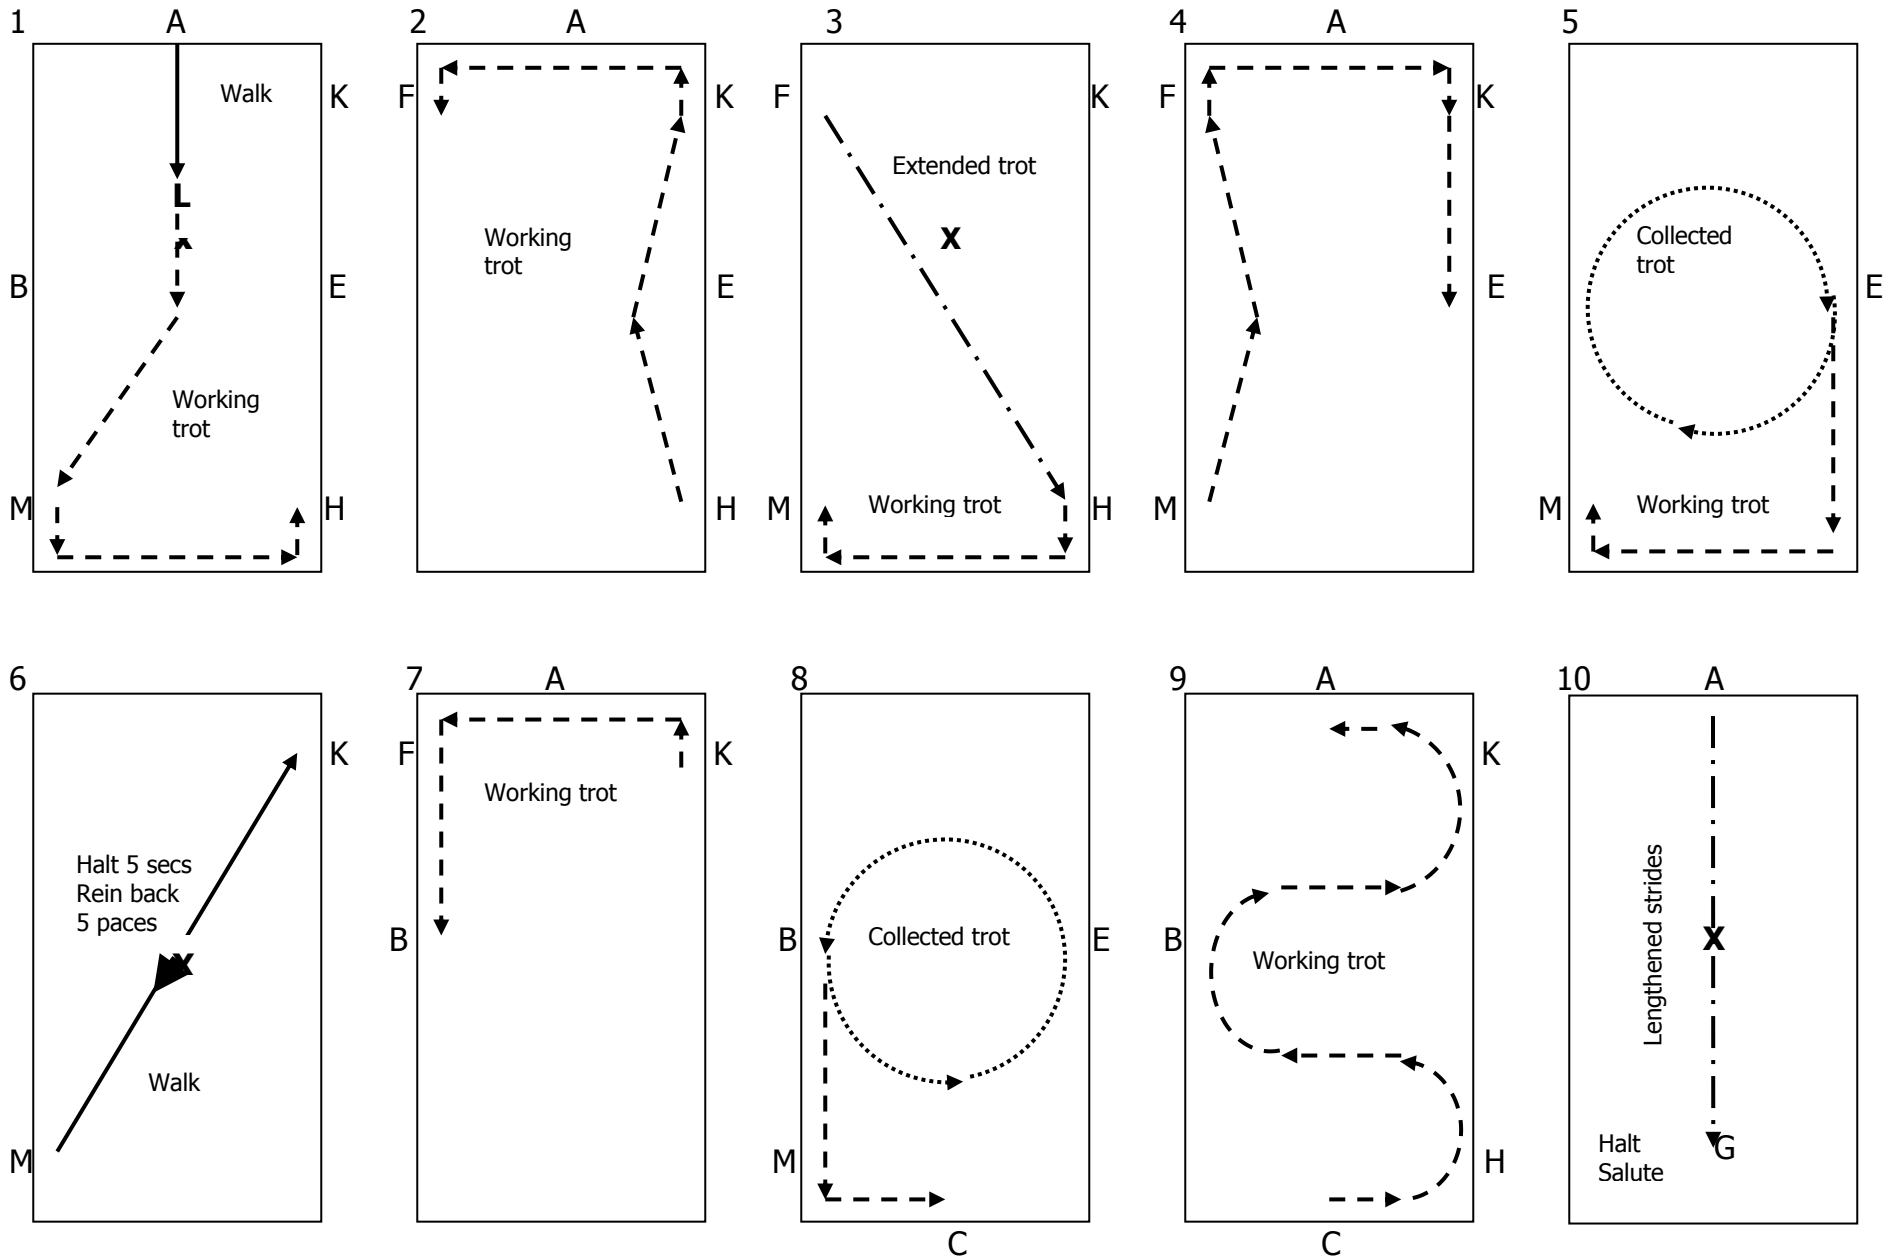 1
A
Walk
K
L
x
B
E
Working
trot
M
H
2
A
F
K
Working
trot
E
H
3
F
K
Extended trot
X
M
Working trot
H
4
A
F
K
E
M
5
Collected
trot
E
M
Working trot
6
K
Halt 5 secs
Rein back
5 paces
X
Walk
M
7
A
F
K
Working trot
B
8
B
Collected trot
E
M
C
9
A
K
B
Working trot
H
C
10
A
Lengthened strides
X
G
Halt
Salute